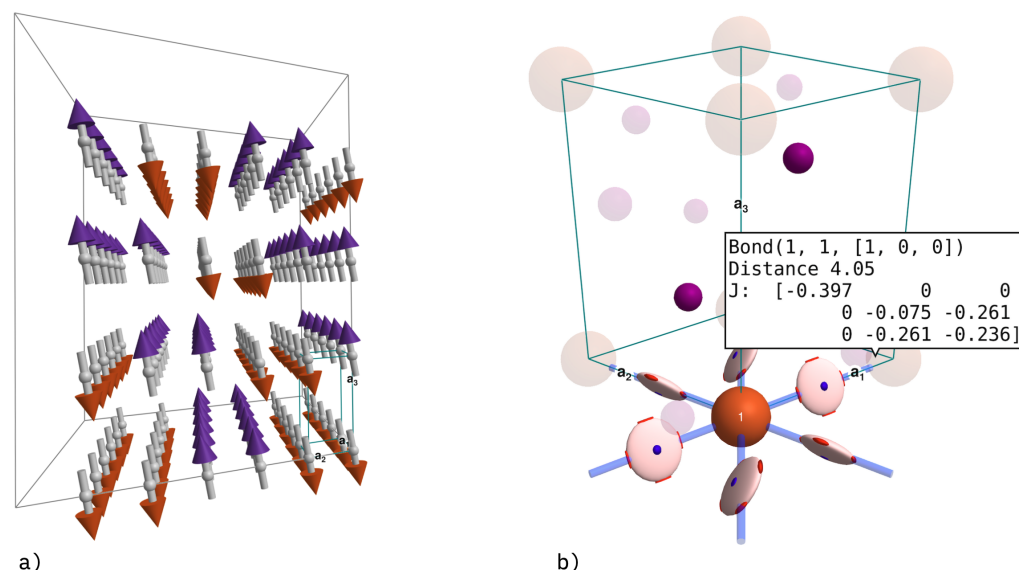 a₃
a₁
a₂
a)
a₃
Bond(1, 1, [1, 0, 0])
Distance 4.05
J:  [-0.397      0      0
          0 -0.075 -0.261
          0 -0.261 -0.236]
a₂
a₁
1
b)